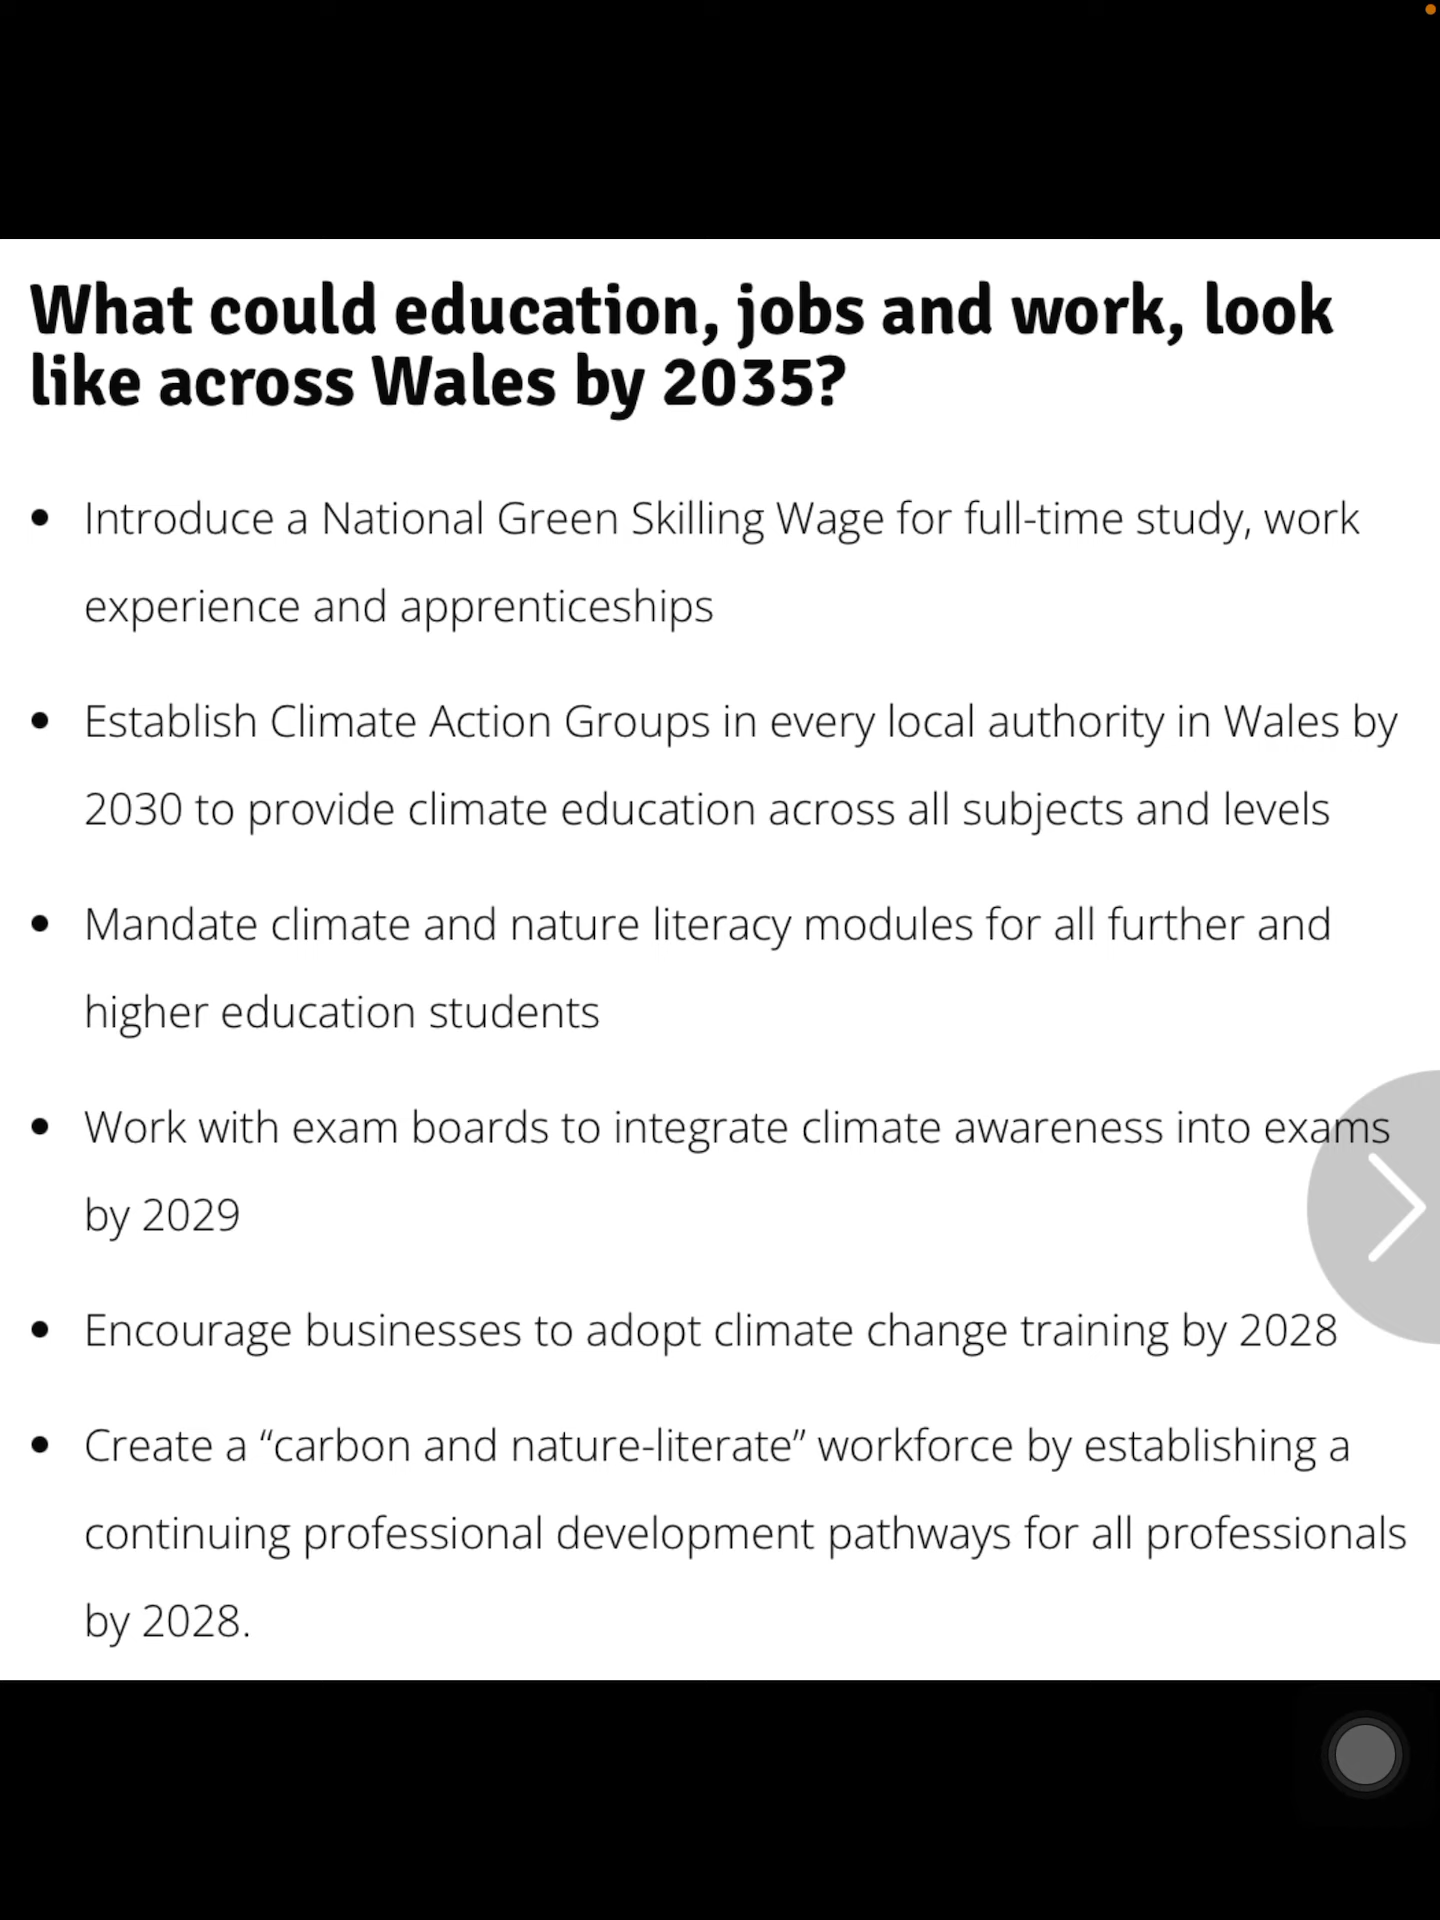 What could education, jobs and work, look
like across Wales by 2035?
• Introduce a National Green Skilling Wage for full-time study, work
experience and apprenticeships
• Establish Climate Action Groups in every local authority in Wales by
2030 to provide climate education across all subjects and levels
• Mandate climate and nature literacy modules for all further and
higher education students
• Work with exam boards to integrate climate awareness into exams
by 2029
• Encourage businesses to adopt climate change training by 2028
• Create a “carbon and nature-literate” workforce by establishing a
continuing professional development pathways for all professionals
by 2028.